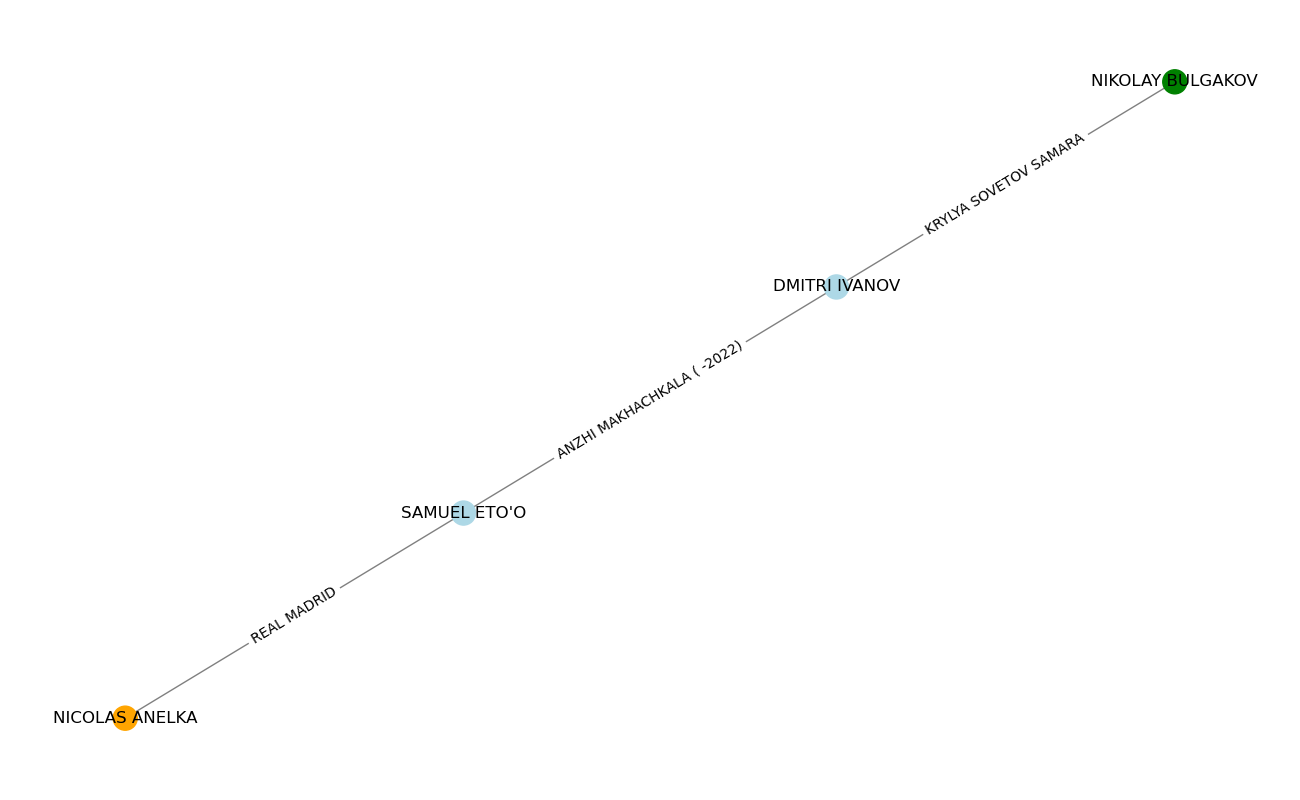 NIKOLAY BULGAKOV
KRYLYA SOVETOV SAMARA
DMITRI IVANOV
ANZHI MAKHACHKALA ( -2022)
SAMUEL ETO'O
REAL MADRID
NICOLAS ANELKA